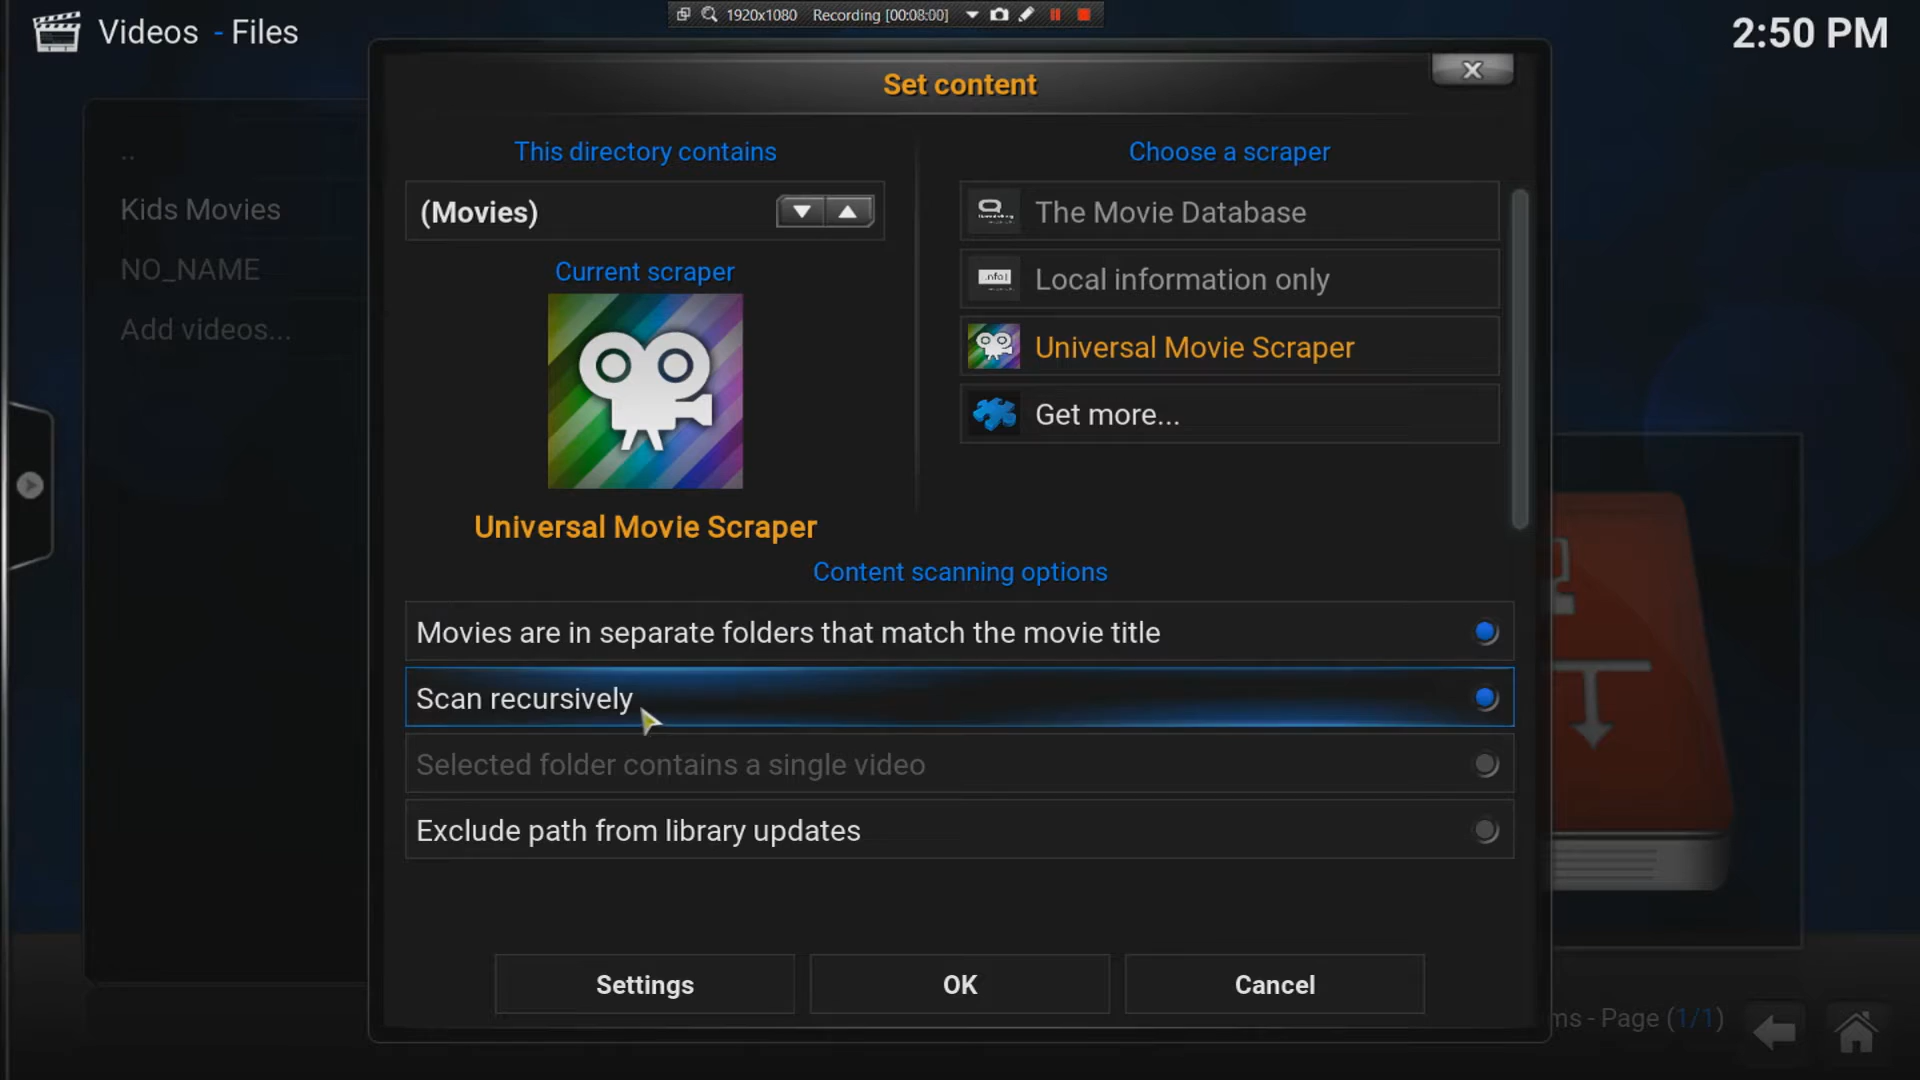 Videos - Files
1920x1080 Recording [00:08:00]
2:50 PM
..
Kids Movies
NO_NAME
Add videos...
Set content
X
This directory contains
(Movies)
Current scraper
Universal Movie Scraper
Choose a scraper
The Movie Database
.nfo
Local information only
Universal Movie Scraper
Get more...
Content scanning options
Movies are in separate folders that match the movie title
Scan recursively
Selected folder contains a single video
Exclude path from library updates
Settings
OK
Cancel
ms - Page (1/1)